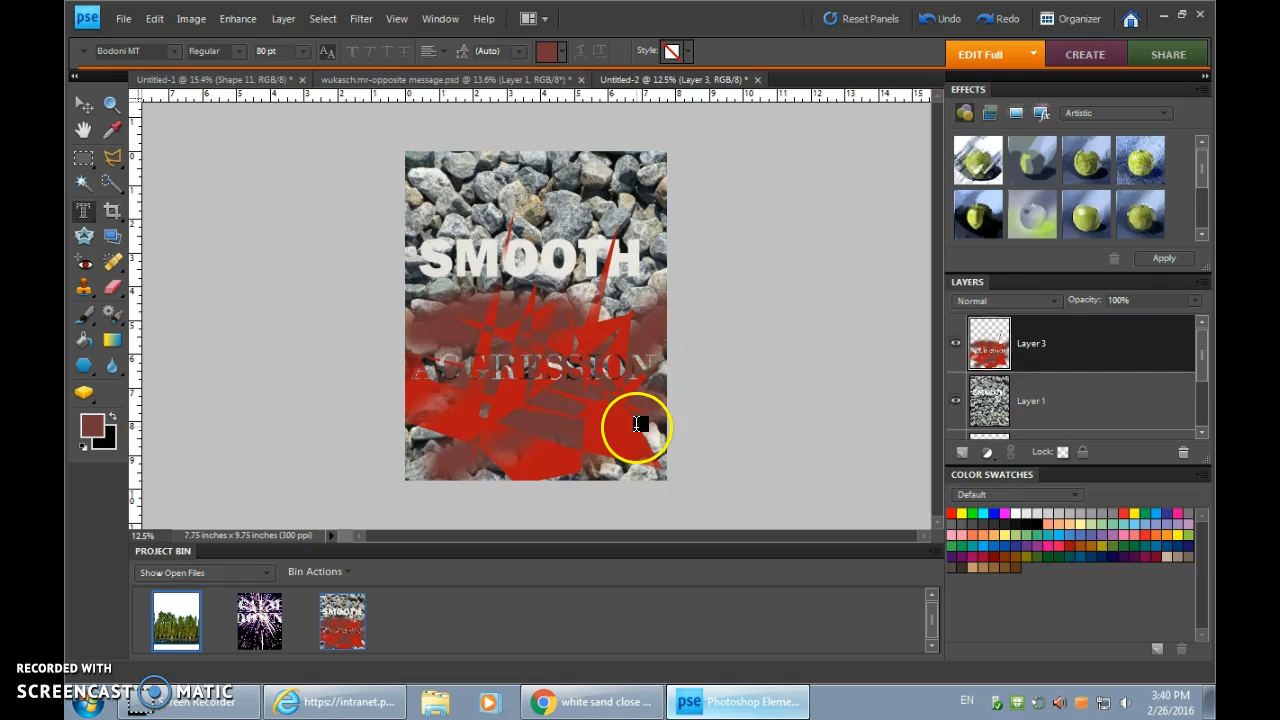 pse File Edit Image Enhance Layer Select Filter View Window Help Reset Panels Undo Redo Organizer
Bodoni MT Regular 80 pt (Auto) Style: EDIT Full CREATE SHARE
Untitled-1 @ 15.4% (Shape 11, RGB/8) * wukasch.mr-opposite message.psd @ 13.6% (Layer 1, RGB/8*) * Untitled-2 @ 12.5% (Layer 3, RGB/8) *
EFFECTS
Artistic
SMOOTH
AGGRESSION
Apply
LAYERS
Normal Opacity: 100%
Layer 3
Layer 1
Lock:
COLOR SWATCHES
Default
12.5% 7.75 inches x 9.75 inches (300 ppi)
PROJECT BIN
Show Open Files Bin Actions
SMOOTH
RECORDED WITH
SCREENCAST MATIC
Screen Recorder https://intranet.p... white sand close ... pse Photoshop Eleme... EN 3:40 PM
2/26/2016